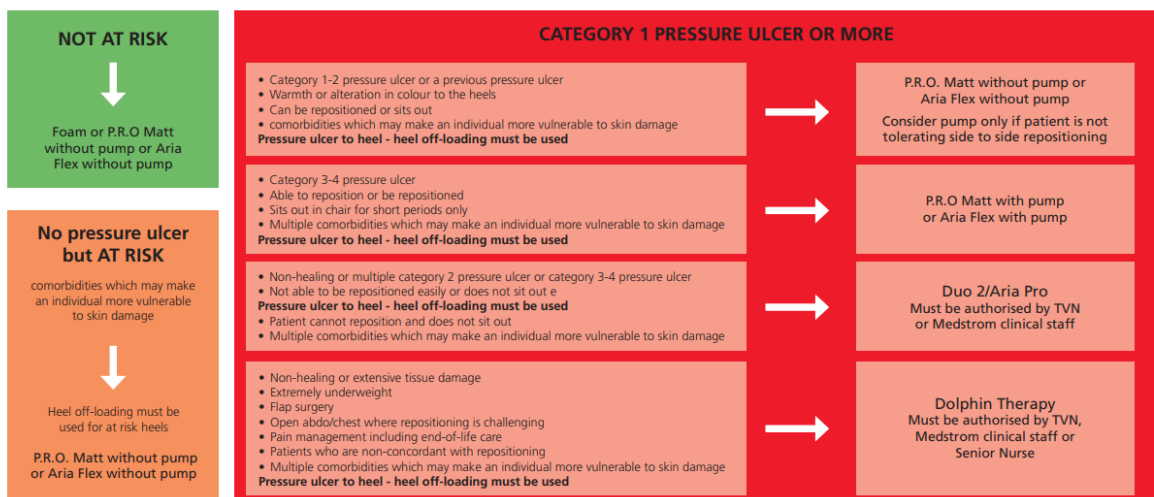 NOT AT RISK
Foam or P.R.O Matt
without pump or Aria
Flex without pump
No pressure ulcer
but AT RISK
comorbidities which may make
an individual more vulnerable
to skin damage
Heel off-loading must be
used for at risk heels
P.R.O. Matt without pump
or Aria Flex without pump
CATEGORY 1 PRESSURE ULCER OR MORE
• Category 1-2 pressure ulcer or a previous pressure ulcer
• Warmth or alteration in colour to the heels
• Can be repositioned or sits out
• comorbidities which may make an individual more vulnerable to skin damage
Pressure ulcer to heel - heel off-loading must be used
P.R.O. Matt without pump or
Aria Flex without pump
Consider pump only if patient is not
tolerating side to side repositioning
• Category 3-4 pressure ulcer
• Able to reposition or be repositioned
• Sits out in chair for short periods only
• Multiple comorbidities which may make an individual more vulnerable to skin damage
Pressure ulcer to heel - heel off-loading must be used
P.R.O Matt with pump
or Aria Flex with pump
• Non-healing or multiple category 2 pressure ulcer or category 3-4 pressure ulcer
• Not able to be repositioned easily or does not sit out e
Pressure ulcer to heel - heel off-loading must be used
• Patient cannot reposition and does not sit out
• Multiple comorbidities which may make an individual more vulnerable to skin damage
Duo 2/Aria Pro
Must be authorised by TVN
or Medstrom clinical staff
• Non-healing or extensive tissue damage
• Extremely underweight
• Flap surgery
• Open abdo/chest where repositioning is challenging
• Pain management including end-of-life care
• Patients who are non-concordant with repositioning
• Multiple comorbidities which may make an individual more vulnerable to skin damage
Pressure ulcer to heel - heel off-loading must be used
Dolphin Therapy
Must be authorised by TVN,
Medstrom clinical staff or
Senior Nurse